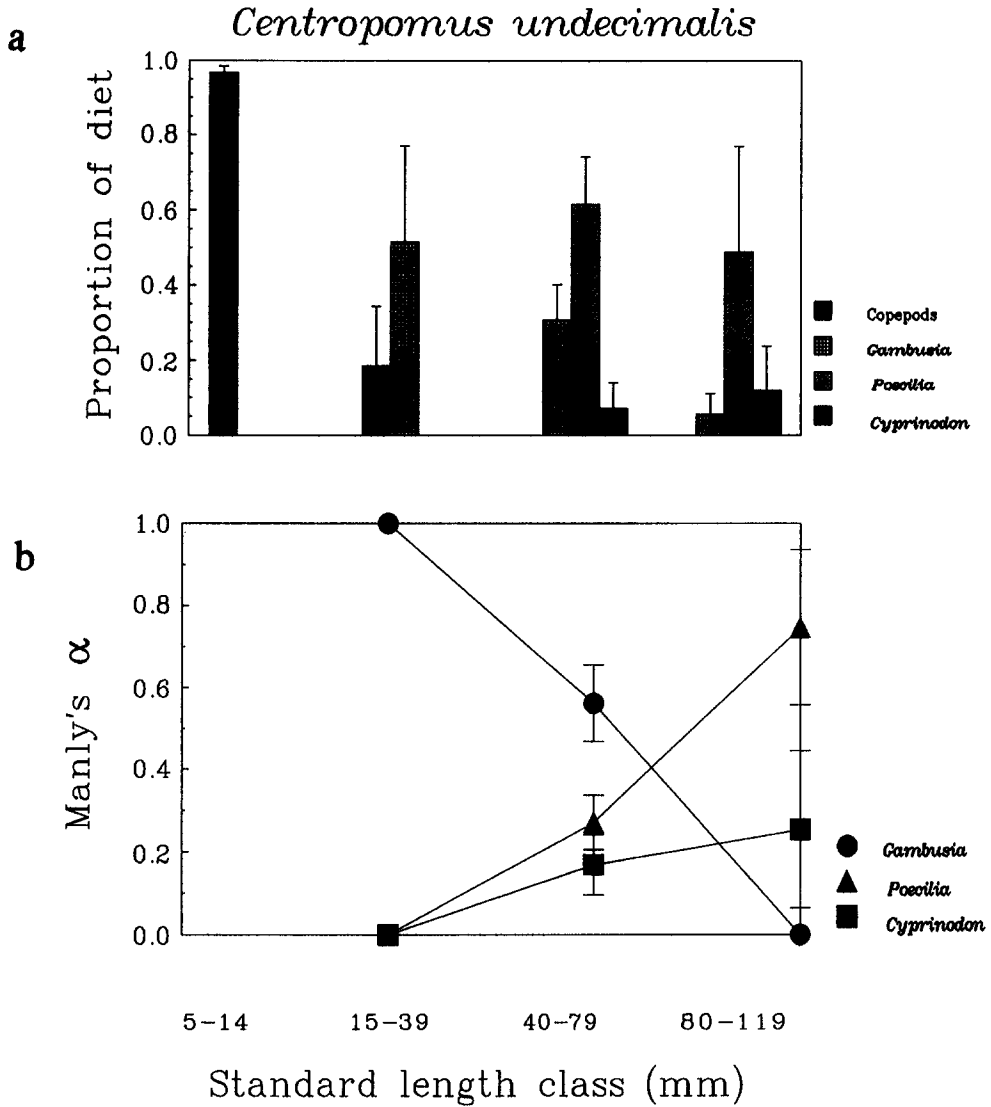 Centropomus undecimalis
a
Proportion of diet
1.0
0.8
0.6
0.4
0.2
0.0
Copepods
Gambusia
Poecilia
Cyprinodon
b
Manly's α
1.0
0.8
0.6
0.4
0.2
0.0
Gambusia
Poecilia
Cyprinodon
5-14 15-39 40-79 80-119
Standard length class (mm)